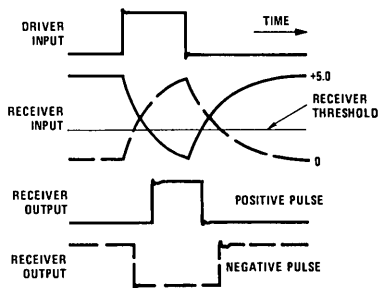 DRIVER
INPUT
TIME
+5.0
RECEIVER
INPUT
RECEIVER
THRESHOLD
0
RECEIVER
OUTPUT
POSITIVE PULSE
RECEIVER
OUTPUT
NEGATIVE PULSE